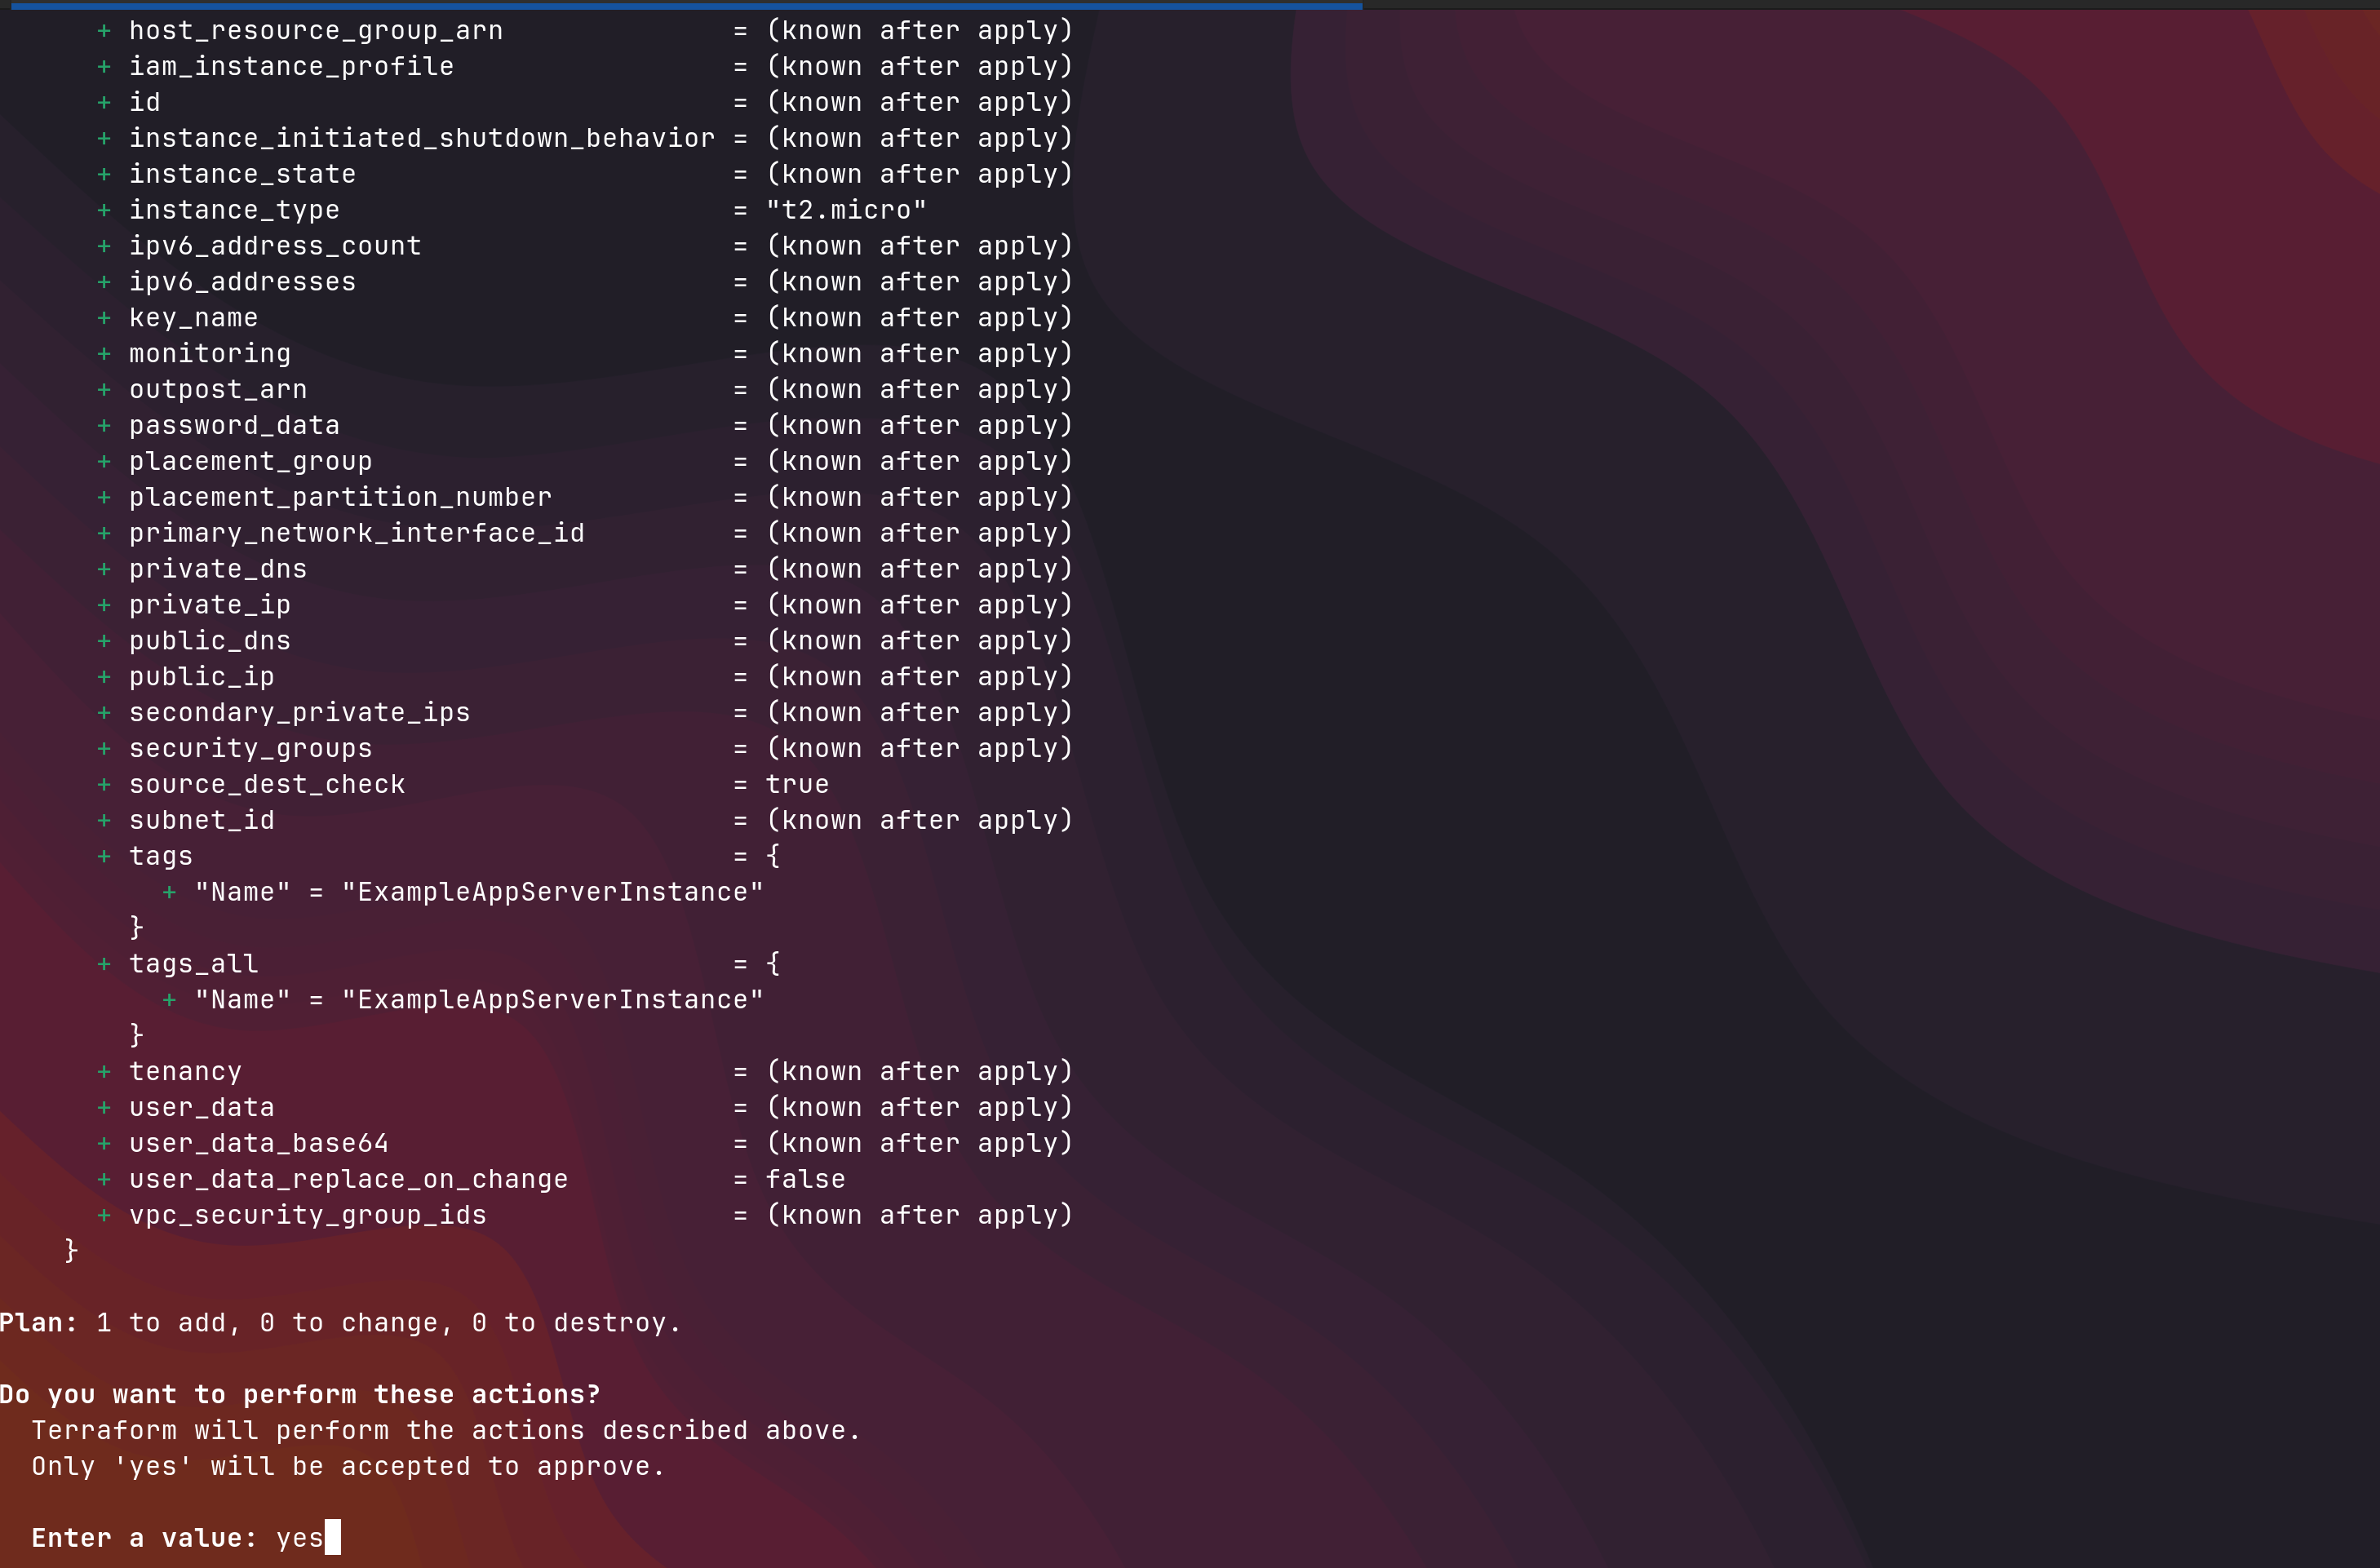 + host_resource_group_arn              = (known after apply)
+ iam_instance_profile                 = (known after apply)
+ id                                   = (known after apply)
+ instance_initiated_shutdown_behavior = (known after apply)
+ instance_state                       = (known after apply)
+ instance_type                        = "t2.micro"
+ ipv6_address_count                   = (known after apply)
+ ipv6_addresses                       = (known after apply)
+ key_name                             = (known after apply)
+ monitoring                           = (known after apply)
+ outpost_arn                          = (known after apply)
+ password_data                        = (known after apply)
+ placement_group                      = (known after apply)
+ placement_partition_number           = (known after apply)
+ primary_network_interface_id         = (known after apply)
+ private_dns                          = (known after apply)
+ private_ip                           = (known after apply)
+ public_dns                           = (known after apply)
+ public_ip                            = (known after apply)
+ secondary_private_ips                = (known after apply)
+ security_groups                      = (known after apply)
+ source_dest_check                    = true
+ subnet_id                            = (known after apply)
+ tags                                 = {
    + "Name" = "ExampleAppServerInstance"
  }
+ tags_all                             = {
    + "Name" = "ExampleAppServerInstance"
  }
+ tenancy                              = (known after apply)
+ user_data                            = (known after apply)
+ user_data_base64                     = (known after apply)
+ user_data_replace_on_change          = false
+ vpc_security_group_ids               = (known after apply)
}
Plan: 1 to add, 0 to change, 0 to destroy.
Do you want to perform these actions?
  Terraform will perform the actions described above.
  Only 'yes' will be accepted to approve.
  Enter a value: yes